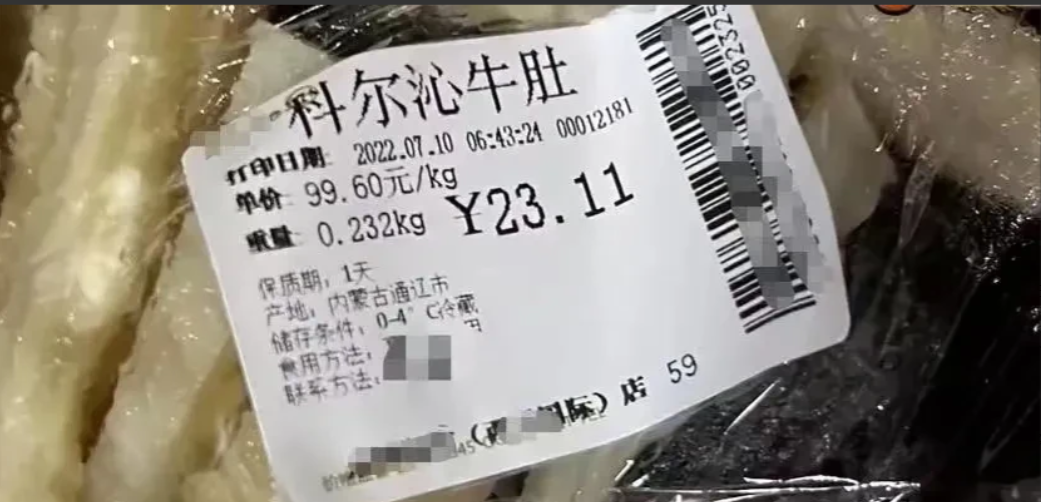 科尔沁牛肚
打印日期: 2022.07.10 06:43:24 00012181
单价: 99.60元/kg
重量: 0.232kg ¥23.11
保质期: 1天
产地: 内蒙古通辽市
储存条件: 0-4°C冷藏
食用方法:
联系方法:
国际）店 59
002325